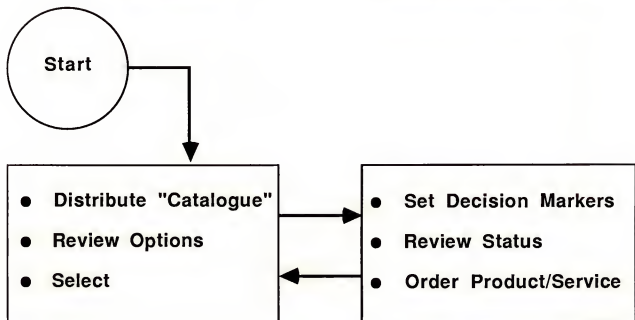 Start
● Distribute "Catalogue"
● Review Options
● Select
● Set Decision Markers
● Review Status
● Order Product/Service